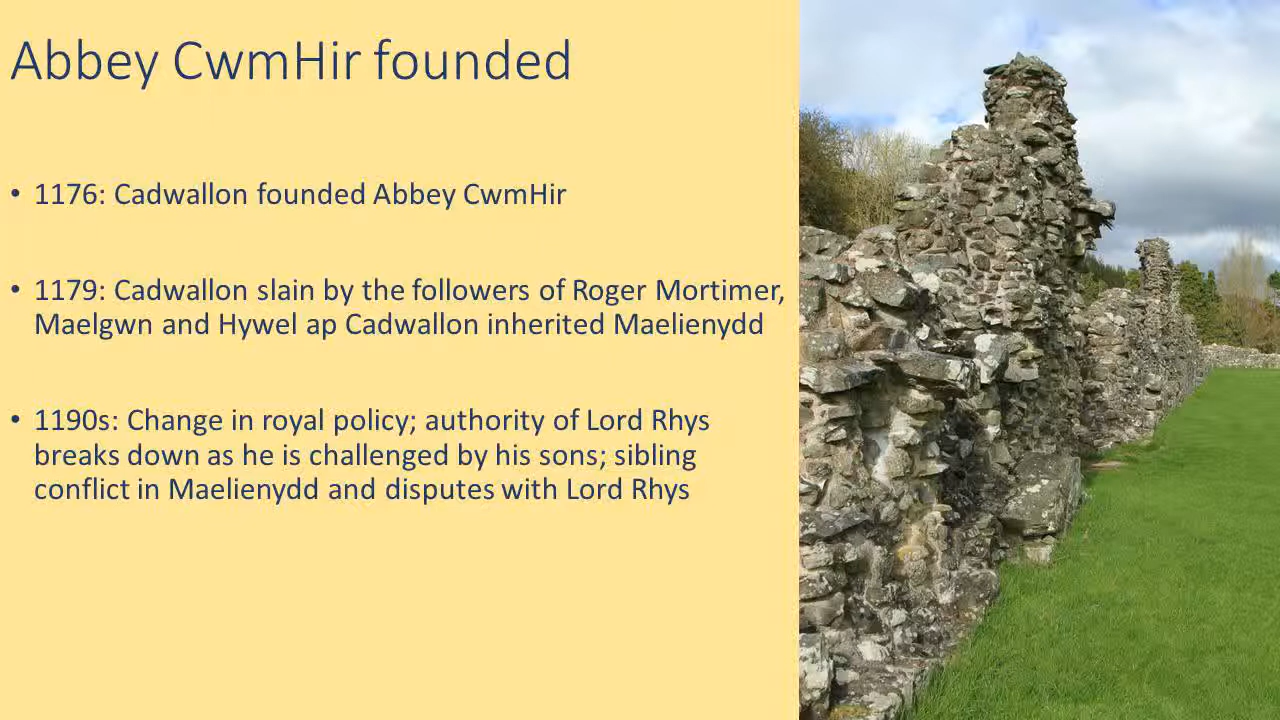 Abbey CwmHir founded
• 1176: Cadwallon founded Abbey CwmHir
• 1179: Cadwallon slain by the followers of Roger Mortimer,
Maelgwn and Hywel ap Cadwallon inherited Maelienydd
• 1190s: Change in royal policy; authority of Lord Rhys
breaks down as he is challenged by his sons; sibling
conflict in Maelienydd and disputes with Lord Rhys